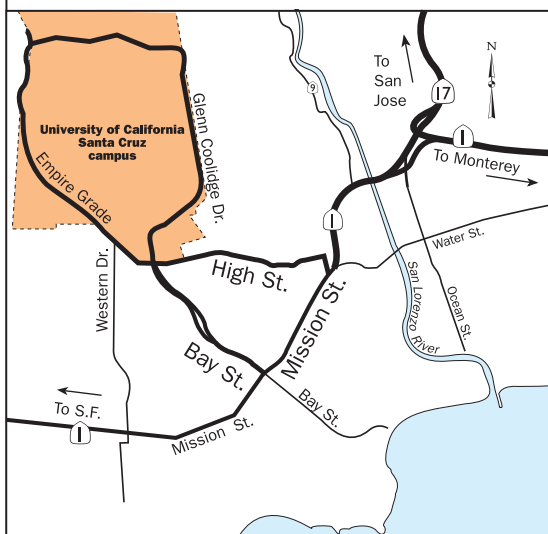 To
San
Jose
N
9
17
University of California
Santa Cruz
campus
Glenn Coolidge Dr.
1
To Monterey
Empire Grade
1
Water St.
High St.
Western Dr.
Mission St.
San Lorenzo
River
Ocean St.
Bay St.
To S.F.
1
Mission St.
Bay St.